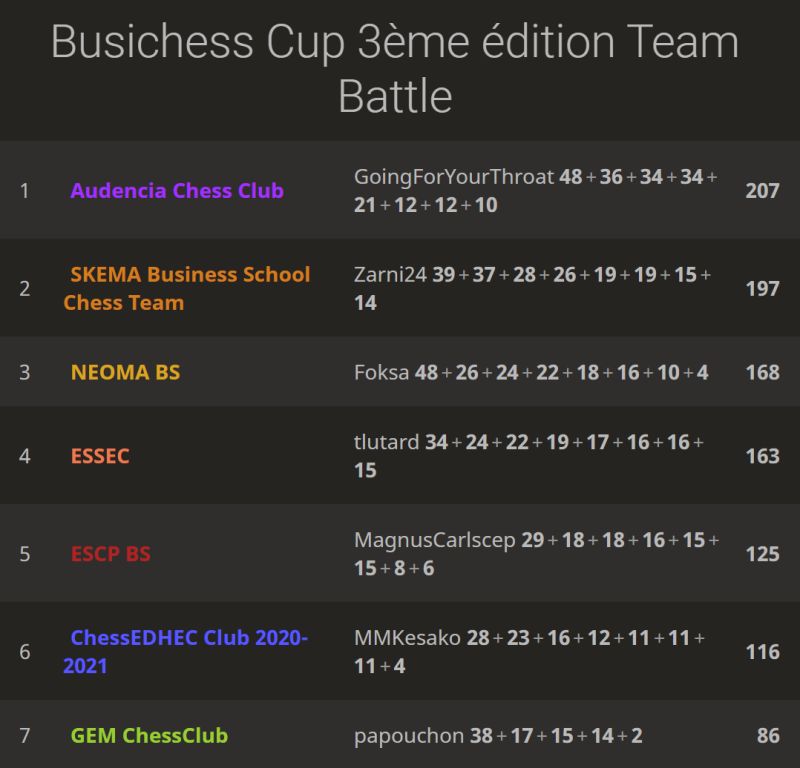 Busichess Cup 3ème édition Team
Battle
1 Audencia Chess Club GoingForYourThroat 48 + 36 + 34 + 34 +
21 + 12 + 12 + 10 207
2 SKEMA Business School
Chess Team Zarni24 39 + 37 + 28 + 26 + 19 + 19 + 15 +
14 197
3 NEOMA BS Foksa 48 + 26 + 24 + 22 + 18 + 16 + 10 + 4 168
4 ESSEC tlutard 34 + 24 + 22 + 19 + 17 + 16 + 16 +
15 163
5 ESCP BS MagnusCarlscep 29 + 18 + 18 + 16 + 15 +
15 + 8 + 6 125
6 ChessEDHEC Club 2020-
2021 MMKesako 28 + 23 + 16 + 12 + 11 + 11 +
11 + 4 116
7 GEM ChessClub papouchon 38 + 17 + 15 + 14 + 2 86